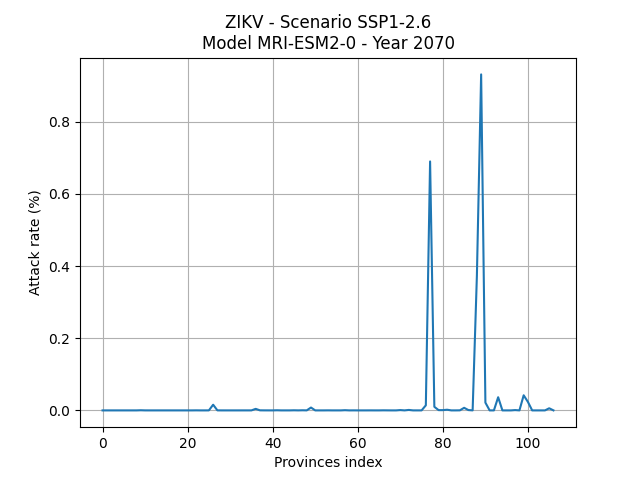 ZIKV - Scenario SSP1-2.6
Model MRI-ESM2-0 - Year 2070
Attack rate (%)
0.8
0.6
0.4
0.2
0.0
0 20 40 60 80 100
Provinces index